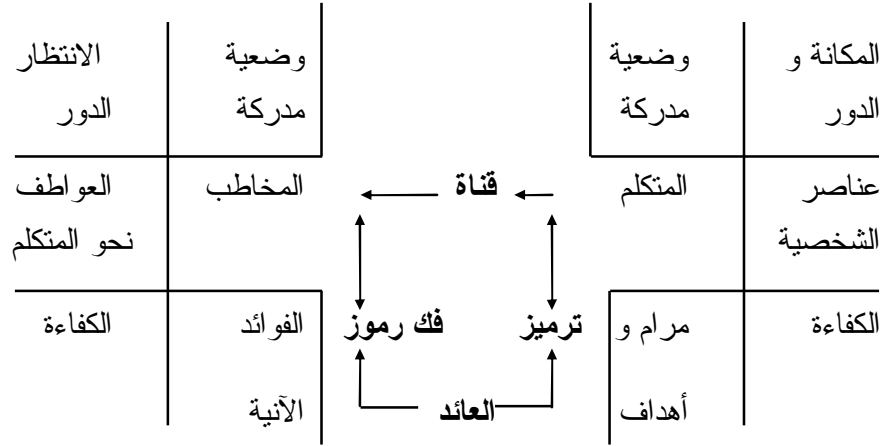 المكانة و وضعية وضعية الانتظار
الدور مدركة مدركة الدور
عناصر المتكلم قناة المخاطب العواطف
الشخصية نحو المتكلم
الكفاءة مرام و ترميز فك رموز الفوائد الكفاءة
أهداف العائد الآنية